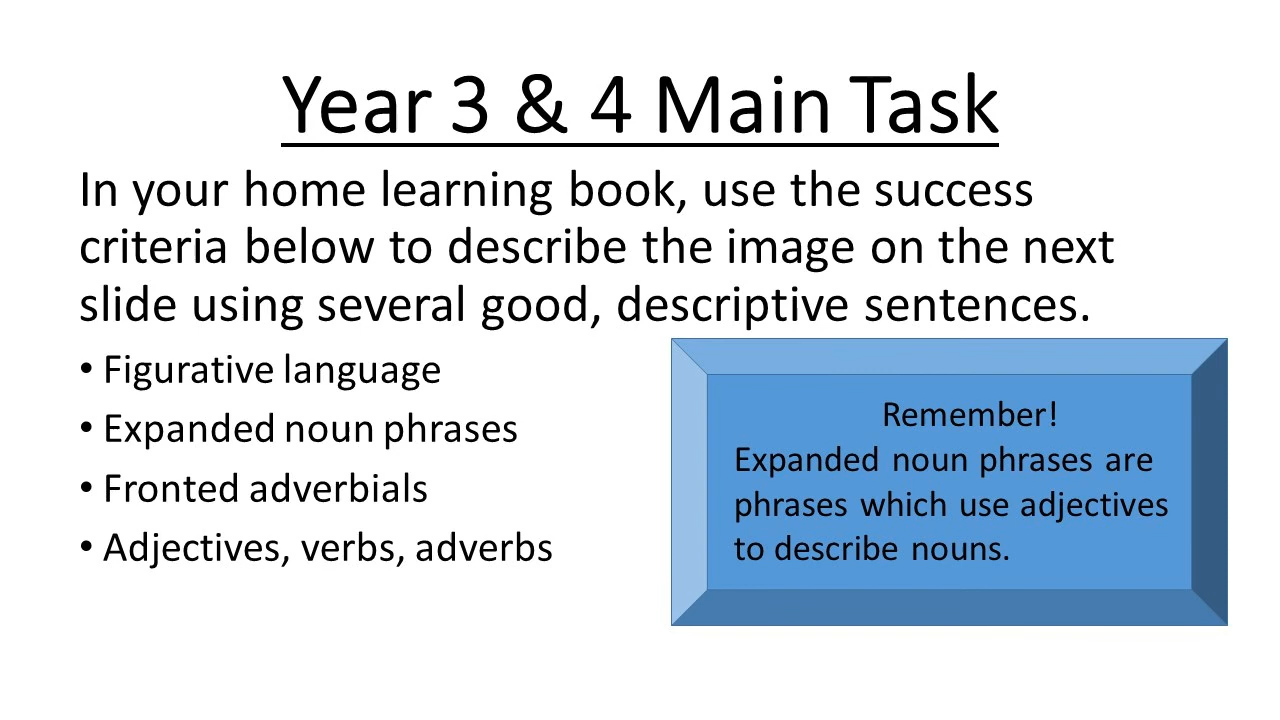 Year 3 & 4 Main Task
In your home learning book, use the success
criteria below to describe the image on the next
slide using several good, descriptive sentences.
• Figurative language
• Expanded noun phrases
• Fronted adverbials
• Adjectives, verbs, adverbs
Remember!
Expanded noun phrases are
phrases which use adjectives
to describe nouns.